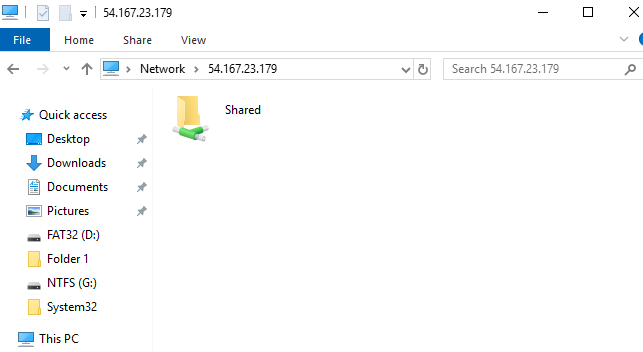 54.167.23.179
File Home Share View
Network 54.167.23.179 Search 54.167.23.179
Shared
Quick access
Desktop
Downloads
Documents
Pictures
FAT32 (D:)
Folder 1
NTFS (G:)
System32
This PC